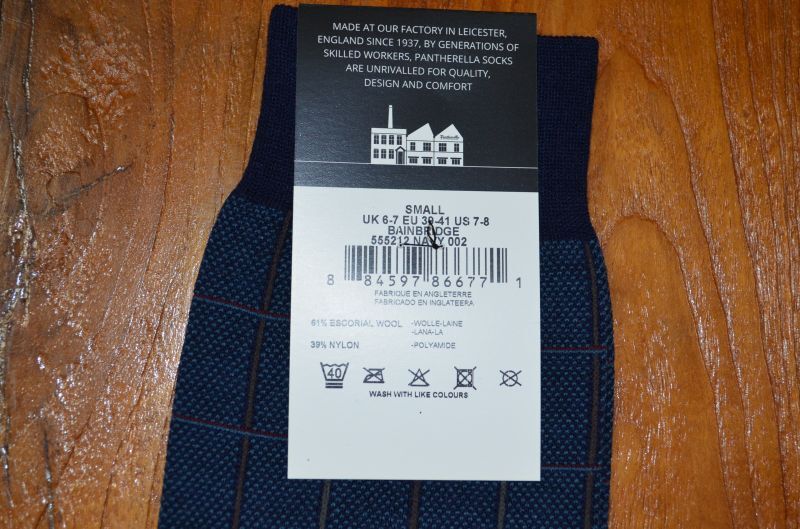 MADE AT OUR FACTORY IN LEICESTER,
ENGLAND SINCE 1937, BY GENERATIONS OF
SKILLED WORKERS, PANTHERELLA SOCKS
ARE UNRIVALLED FOR QUALITY,
DESIGN AND COMFORT
Pantherella
SMALL
UK 6-7 EU 39-41 US 7-8
BAINBRIDGE
555212 NAVY 002
8 84597 86677 1
FABRIQUE EN ANGLETERRE
FABRICADO EN INGLATEERA
61% ESCORIAL WOOL -WOLLE-LAINE
-LANA-LA
39% NYLON -POLYAMIDE
40
WASH WITH LIKE COLOURS